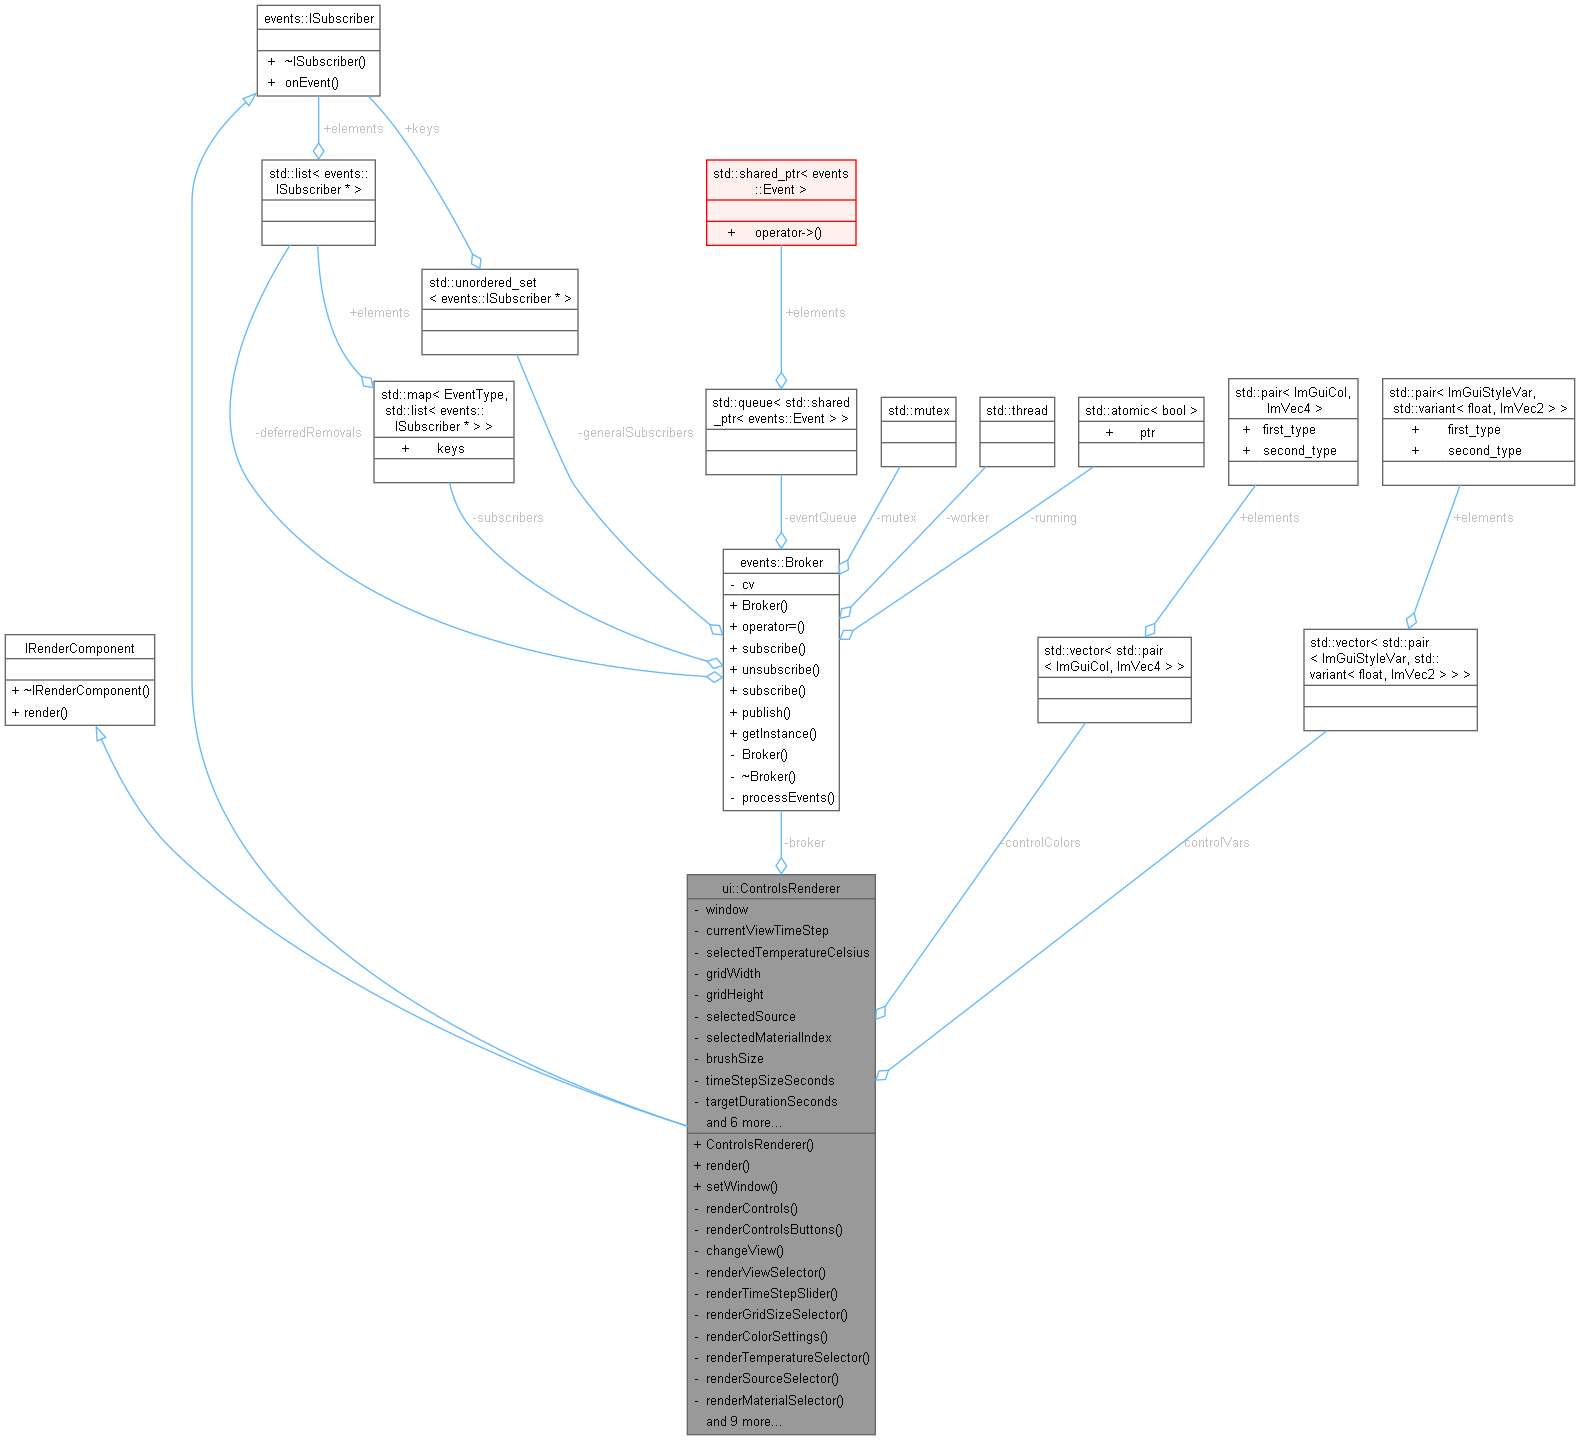 events::ISubscriber
+ ~ISubscriber()
+ onEvent()
+elements
+keys
std::list< events::
ISubscriber * >
std::shared_ptr< events
::Event >
+ operator->()
std::unordered_set
< events::ISubscriber * >
+elements
+elements
std::map< EventType,
std::list< events::
ISubscriber * > >
+ keys
std::queue< std::shared
_ptr< events::Event > >
std::mutex
std::thread
std::atomic< bool >
+ ptr
std::pair< ImGuiCol,
ImVec4 >
+ first_type
+ second_type
std::pair< ImGuiStyleVar,
std::variant< float, ImVec2 > >
+ first_type
+ second_type
-deferredRemovals
-generalSubscribers
-subscribers
-eventQueue
-mutex
-worker
-running
+elements
+elements
events::Broker
- cv
+ Broker()
+ operator=()
+ subscribe()
+ unsubscribe()
+ subscribe()
+ publish()
+ getInstance()
- Broker()
- ~Broker()
- processEvents()
IRenderComponent
+ ~IRenderComponent()
+ render()
std::vector< std::pair
< ImGuiCol, ImVec4 > >
std::vector< std::pair
< ImGuiStyleVar, std::
variant< float, ImVec2 > > >
-broker
-controlColors
-controlVars
ui::ControlsRenderer
- window
- currentViewTimeStep
- selectedTemperatureCelsius
- gridWidth
- gridHeight
- selectedSource
- selectedMaterialIndex
- brushSize
- timeStepSizeSeconds
- targetDurationSeconds
and 6 more...
+ ControlsRenderer()
+ render()
+ setWindow()
- renderControls()
- renderControlsButtons()
- changeView()
- renderViewSelector()
- renderTimeStepSlider()
- renderGridSizeSelector()
- renderColorSettings()
- renderTemperatureSelector()
- renderSourceSelector()
- renderMaterialSelector()
and 9 more...